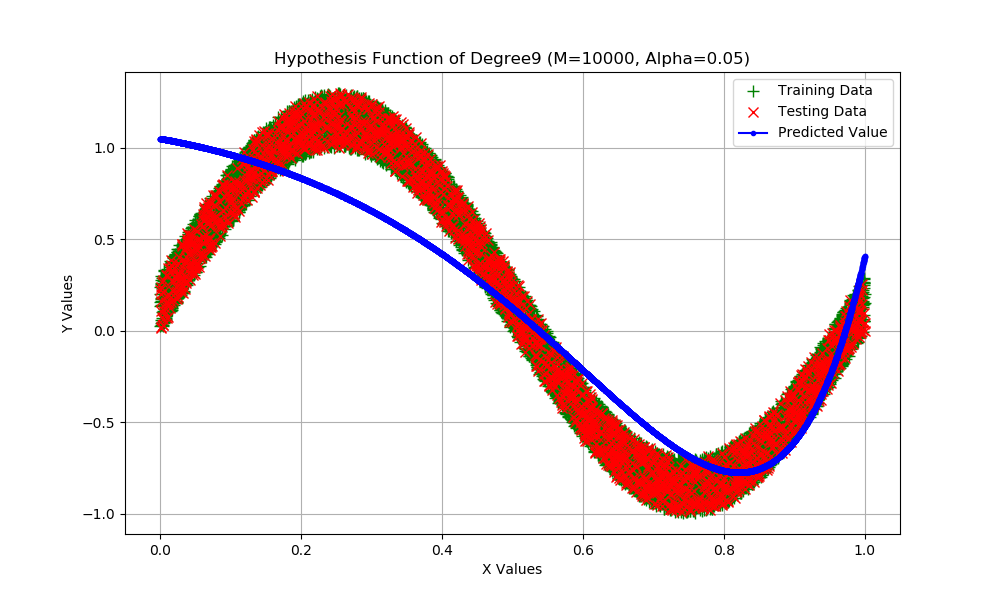 Hypothesis Function of Degree9 (M=10000, Alpha=0.05)
Training Data
Testing Data
Predicted Value
Y Values
1.0
0.5
0.0
−0.5
−1.0
0.0 0.2 0.4 0.6 0.8 1.0
X Values